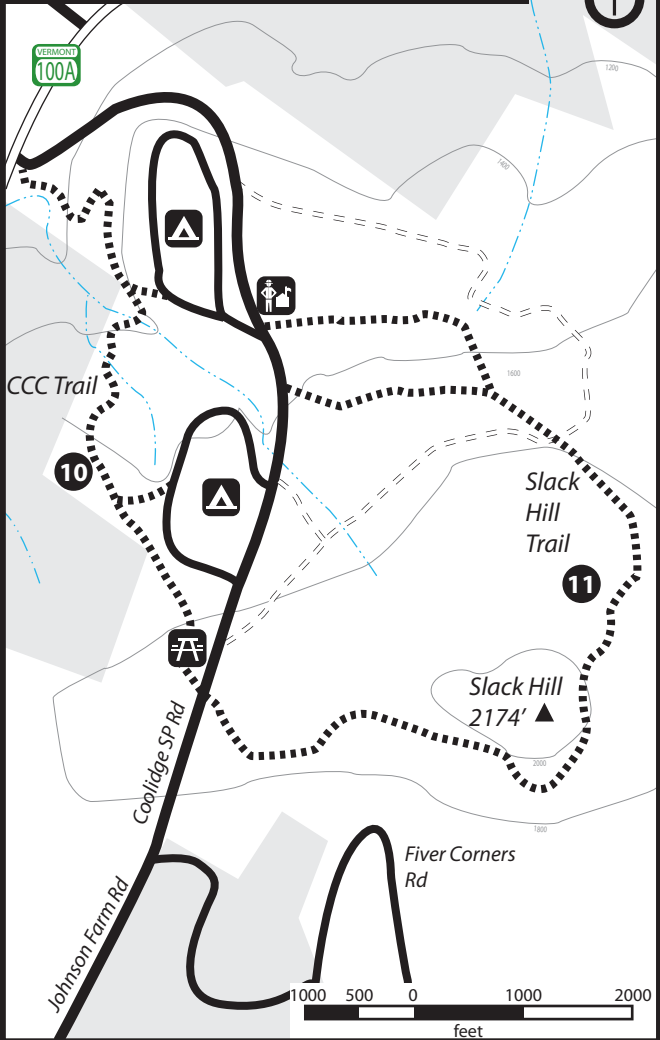 VERMONT
100A
1200
1400
1600
CCC Trail
10
Slack
Hill
Trail
11
Slack Hill
2174’
2000
1800
Coolidge SP Rd
Fiver Corners
Rd
Johnson Farm Rd
1000 500 0 1000 2000
feet